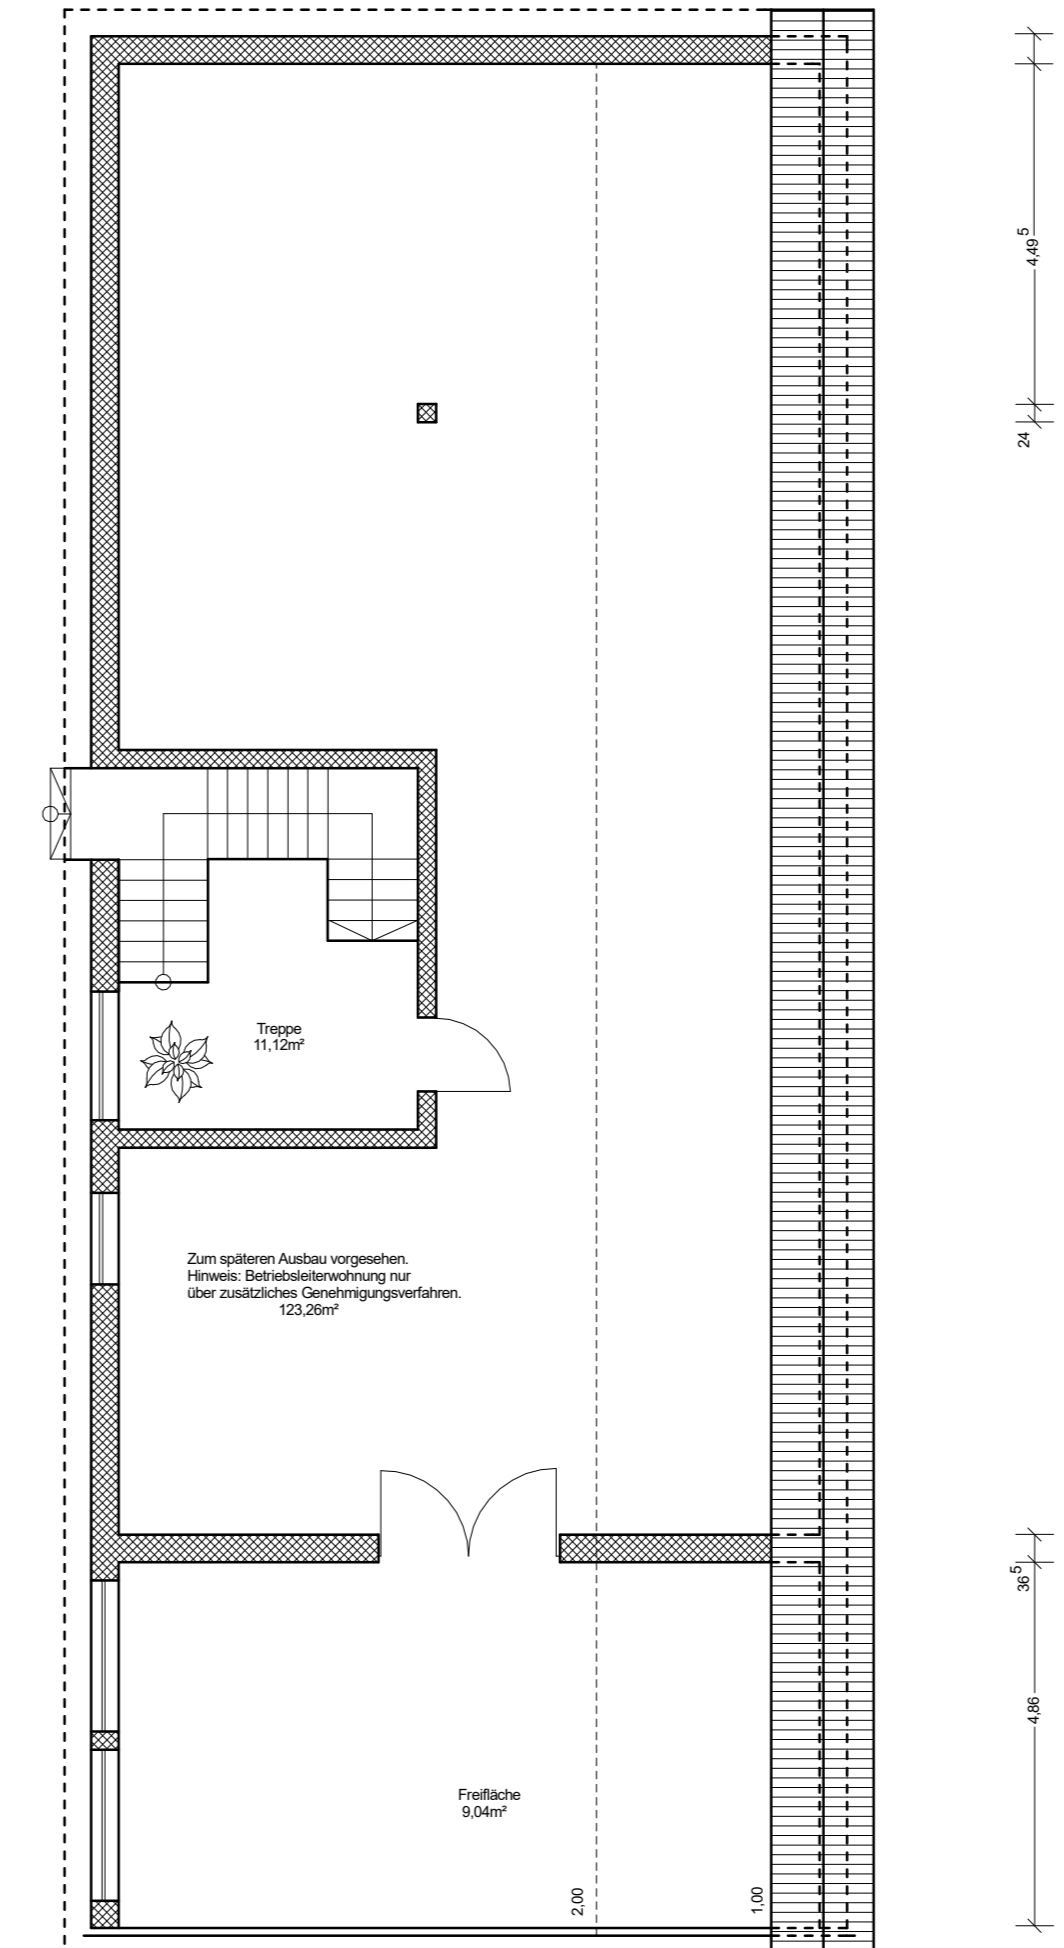 4,49⁵
24
Treppe
11,12m²
Zum späteren Ausbau vorgesehen.
Hinweis: Betriebsleiterwohnung nur
über zusätzliches Genehmigungsverfahren.
123,26m²
36⁵
4,86
Freifläche
9,04m²
2,00
1,00